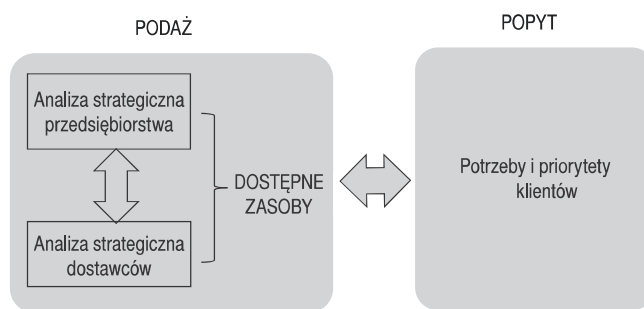 PODAŻ
POPYT
Analiza strategiczna
przedsiębiorstwa
DOSTĘPNE
ZASOBY
Analiza strategiczna
dostawców
Potrzeby i priorytety
klientów